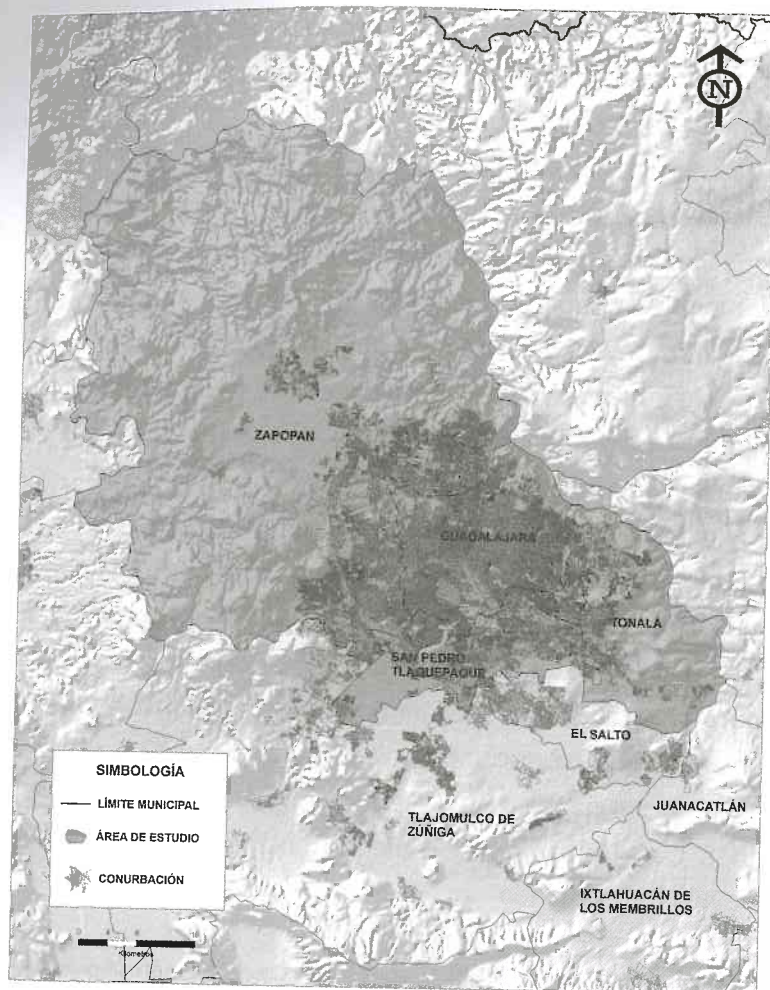 N
ZAPOPAN
GUADALAJARA
TONALÁ
SAN PEDRO
TLAQUEPAQUE
EL SALTO
SIMBOLOGÍA
LÍMITE MUNICIPAL
ÁREA DE ESTUDIO
CONURBACIÓN
TLAJOMULCO DE
ZÚÑIGA
JUANACATLÁN
IXTLAHUACÁN DE
LOS MEMBRILLOS